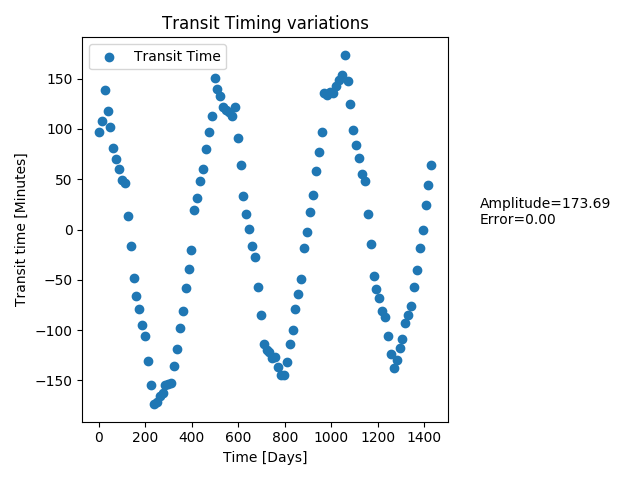 Transit Timing variations
Transit Time
Transit time [Minutes]
150
100
50
0
−50
−100
−150
0 200 400 600 800 1000 1200 1400
Time [Days]
Amplitude=173.69
Error=0.00